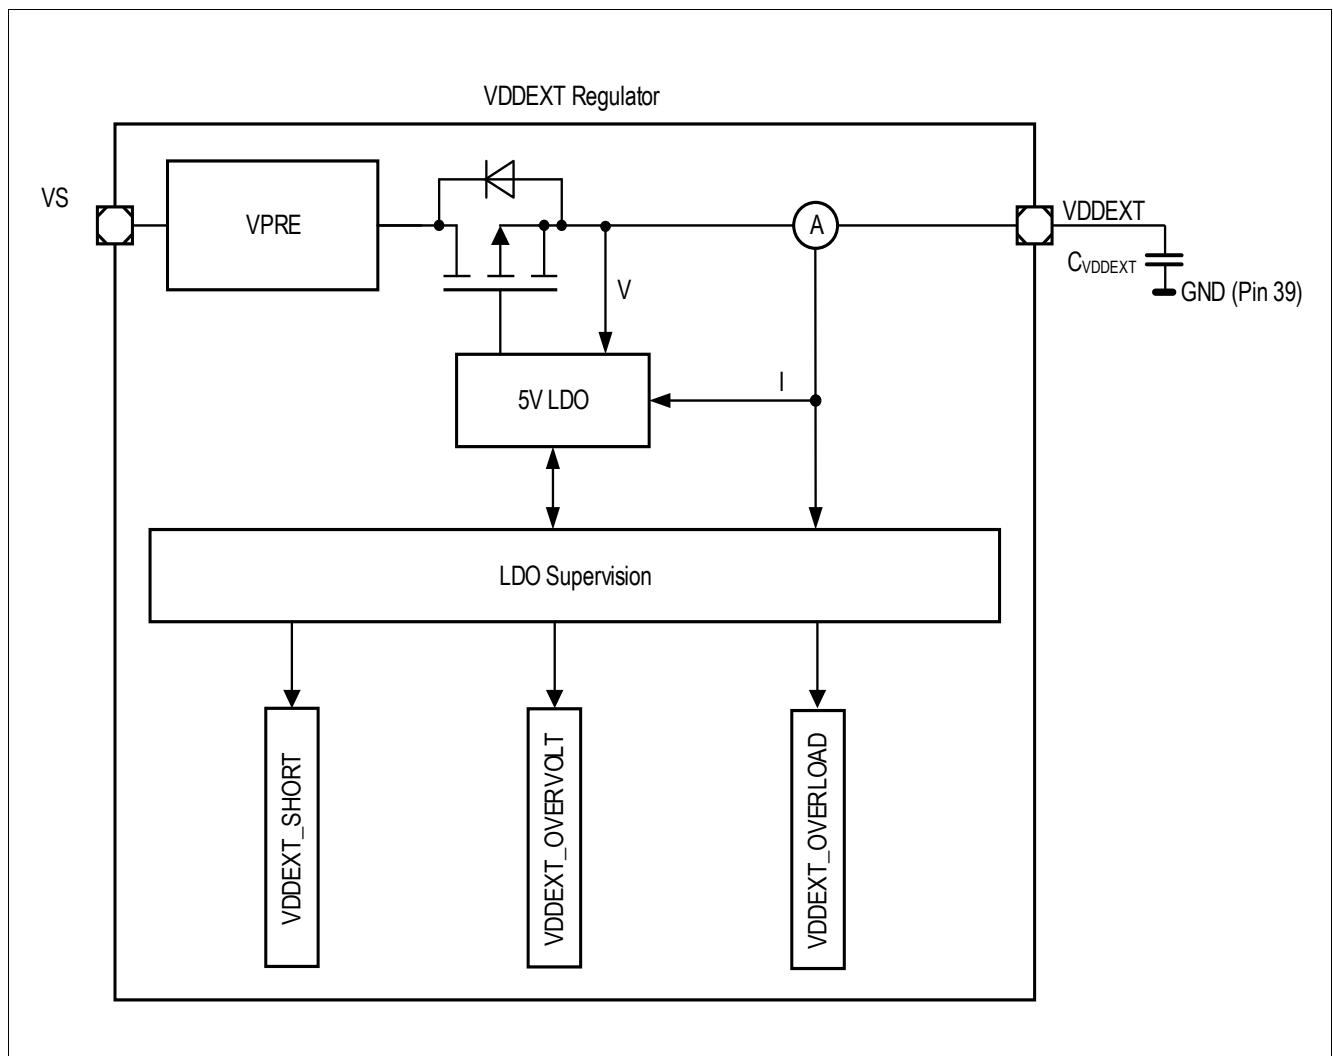 VDDEXT Regulator
VS
VPRE
VDDEXT
A
CVDDEXT
V
GND (Pin 39)
I
5V LDO
LDO Supervision
VDDEXT_SHORT
VDDEXT_OVERVOLT
VDDEXT_OVERLOAD